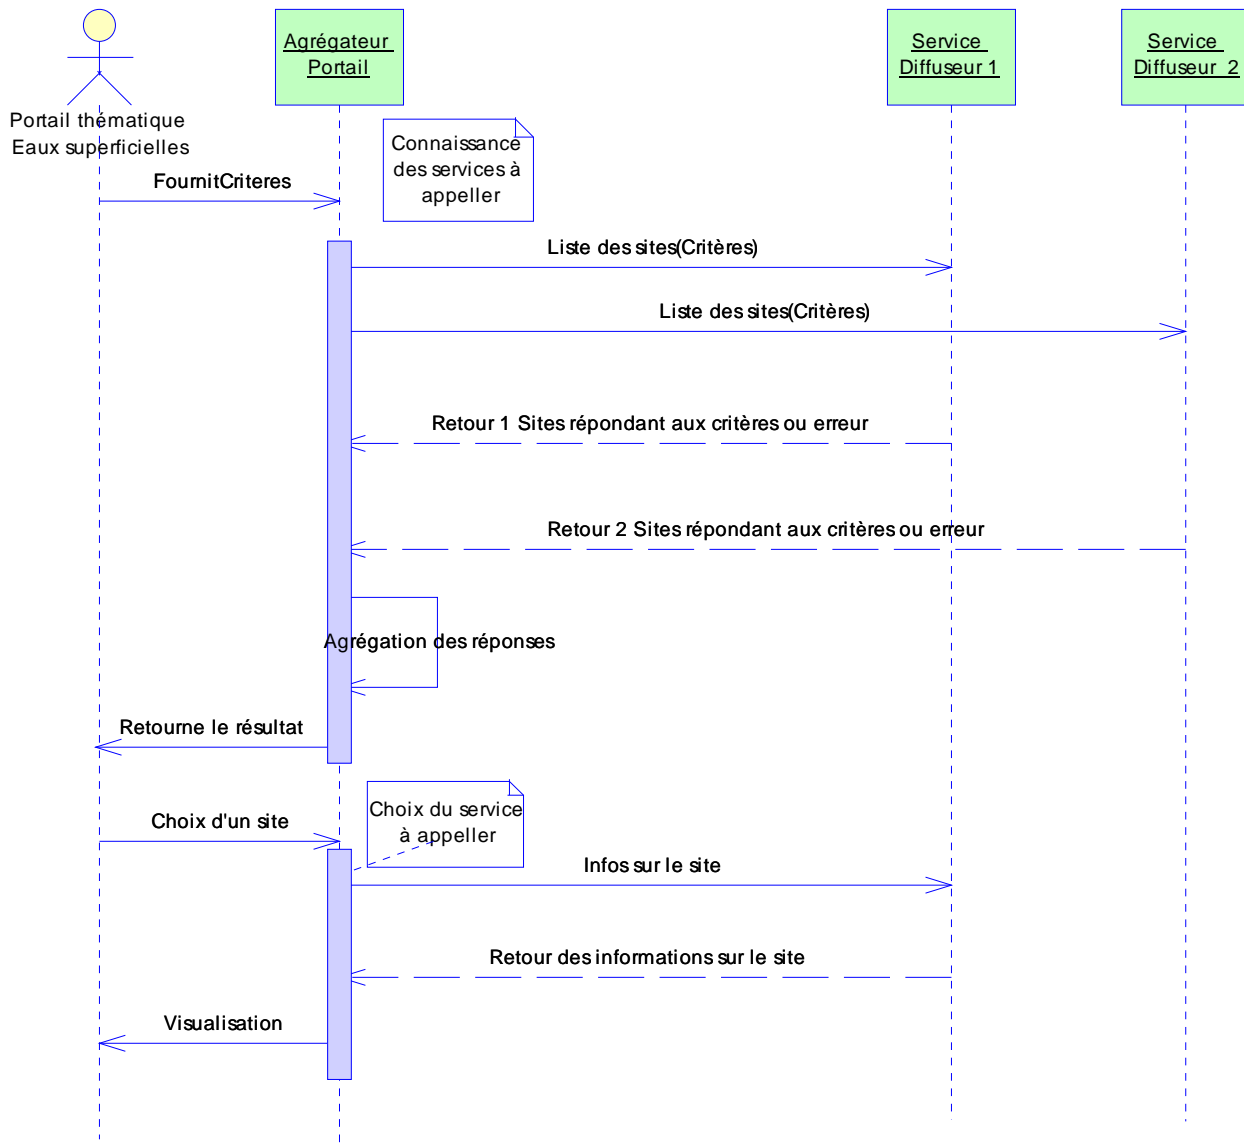 Agrégateur
Portail
Service
Diffuseur 1
Service
Diffuseur 2
Portail thématique
Eaux superficielles
Connaissance
des services à
appeller
FournitCriteres
Liste des sites(Critères)
Liste des sites(Critères)
Retour 1 Sites répondant aux critères ou erreur
Retour 2 Sites répondant aux critères ou erreur
Agrégation des réponses
Retourne le résultat
Choix du service
à appeller
Choix d'un site
Infos sur le site
Retour des informations sur le site
Visualisation